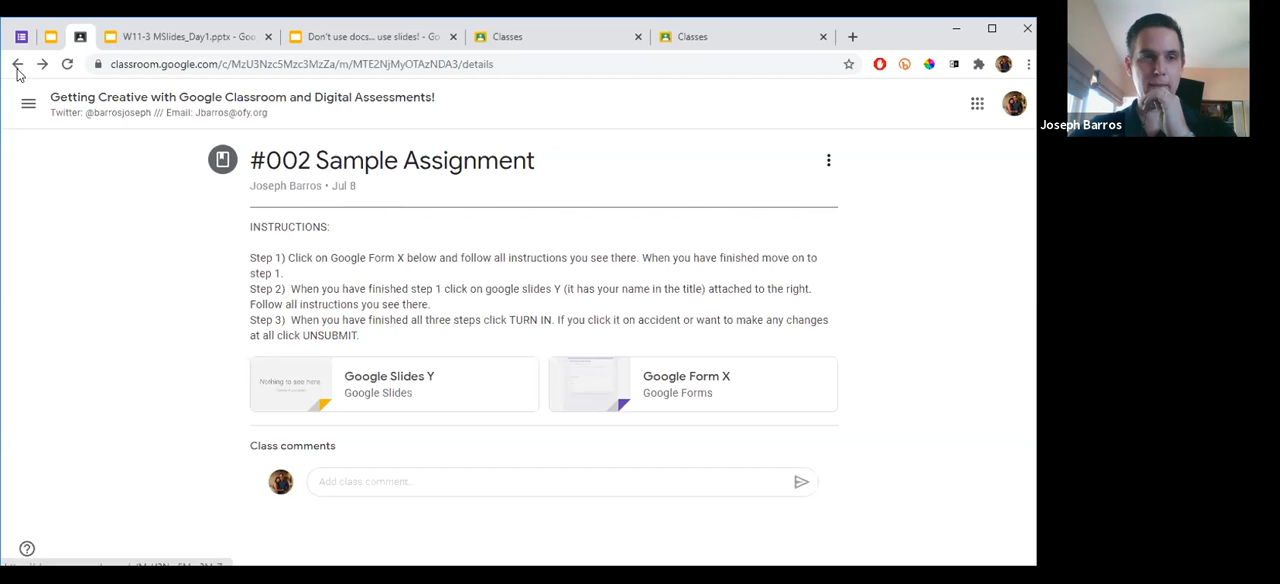 W11-3 MSlides_Day1.pptx - Goo
Don't use docs... use slides! - Go
Classes
Classes
classroom.google.com/c/MzU3Nzc5Mzc3MzZa/m/MTE2NjMyOTAzNDA3/details
Getting Creative with Google Classroom and Digital Assessments!
Twitter: @barrosjoseph /// Email: Jbarros@ofy.org
Joseph Barros
#002 Sample Assignment
Joseph Barros • Jul 8
INSTRUCTIONS:
Step 1) Click on Google Form X below and follow all instructions you see there. When you have finished move on to
step 1.
Step 2)  When you have finished step 1 click on google slides Y (it has your name in the title) attached to the right.
Follow all instructions you see there.
Step 3)  When you have finished all three steps click TURN IN. If you click it on accident or want to make any changes
at all click UNSUBMIT.
Nothing to see here.
Google Slides Y
Google Slides
Google Form X
Google Forms
Class comments
Add class comment...